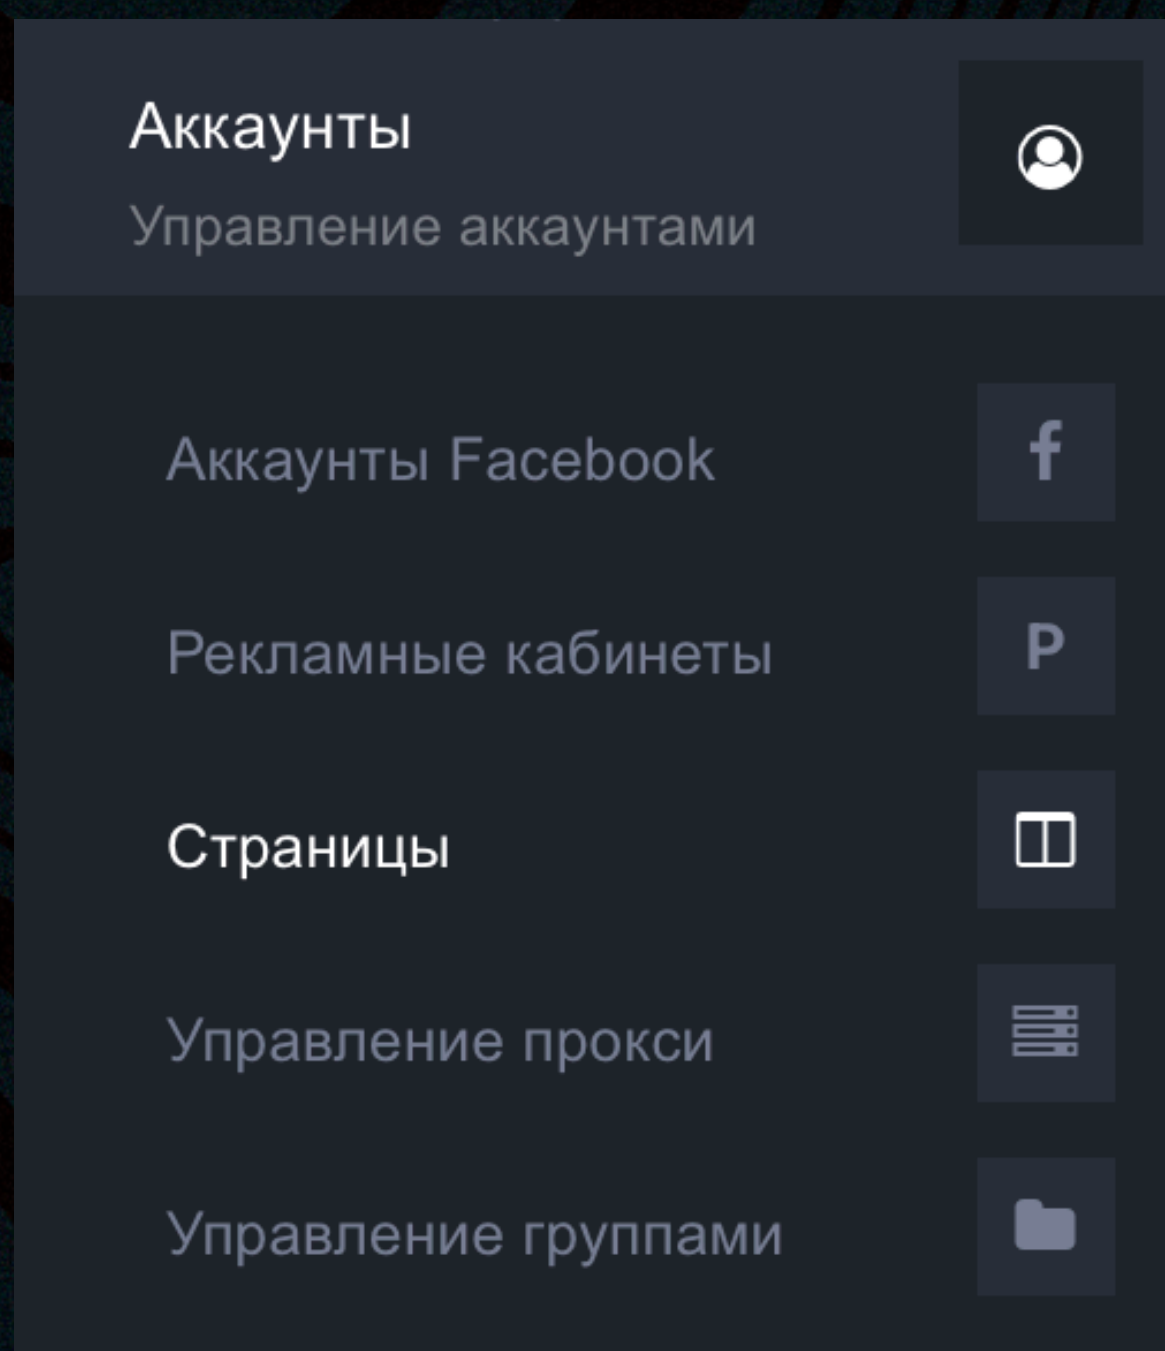 Аккаунты
Управление аккаунтами
Аккаунты Facebook
f
Рекламные кабинеты
P
Страницы
Управление прокси
Управление группами